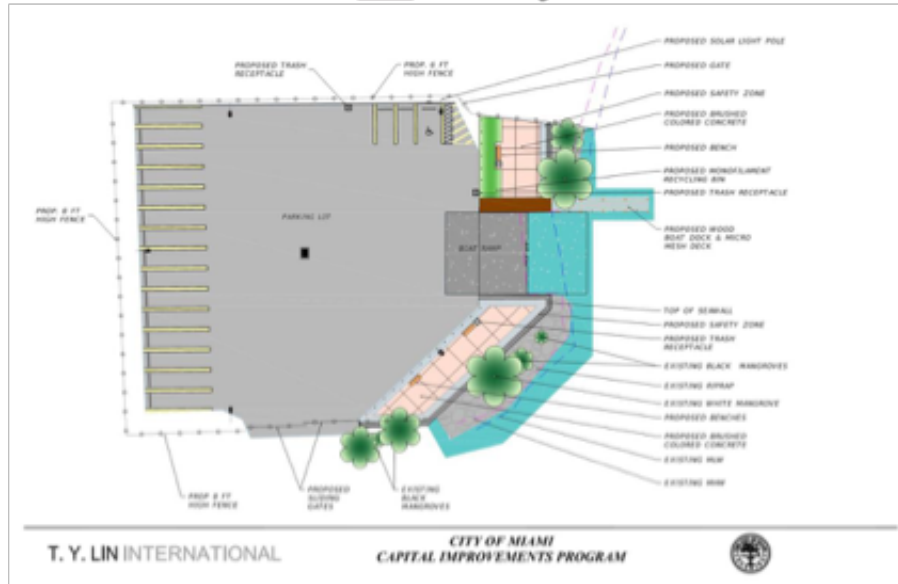 PROPOSED SOLAR LIGHT POLE
PROPOSED GATE
PROPOSED TRASH
RECEPTACLE
PROP. 6 FT
HIGH FENCE
PROPOSED SAFETY ZONE
PROPOSED BRUSHED
COLORED CONCRETE
PROPOSED BENCH
PROPOSED MONOFILAMENT
RECYCLING BIN
PROPOSED TRASH RECEPTACLE
PROP. 8 FT
HIGH FENCE
PARKING LOT
PROPOSED WOOD
BOAT DOCK & MICRO
MESH DECK
BOAT RAMP
TOP OF SEAWALL
PROPOSED SAFETY ZONE
PROPOSED TRASH
RECEPTACLE
EXISTING BLACK MANGROVES
EXISTING RIPRAP
EXISTING WHITE MANGROVE
PROPOSED BENCHES
PROPOSED BRUSHED
COLORED CONCRETE
EXISTING MLW
EXISTING MHW
PROP 8 FT
HIGH FENCE
PROPOSED
SLIDING
GATES
EXISTING
BLACK
MANGROVES
T. Y. LIN INTERNATIONAL
CITY OF MIAMI
CAPITAL IMPROVEMENTS PROGRAM